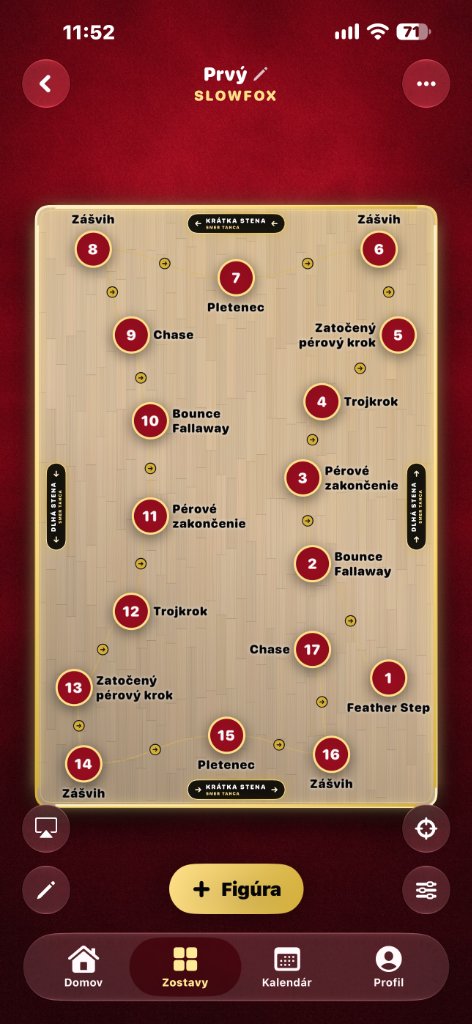 11:52
71
Prvý
SLOWFOX
Zášvih
KRÁTKA STENA
SMER TANCA
Zášvih
8
6
7
Pletenec
9
Chase
Zatočený
pérový krok
5
4
Trojkrok
10
Bounce
Fallaway
3
Pérové
zakončenie
DLHÁ STENA
SMER TANCA
DLHÁ STENA
SMER TANCA
11
Pérové
zakončenie
2
Bounce
Fallaway
12
Trojkrok
Chase
17
1
Feather Step
13
Zatočený
pérový krok
15
Pletenec
14
Zášvih
16
Zášvih
KRÁTKA STENA
SMER TANCA
+ Figúra
Domov
Zostavy
Kalendár
Profil